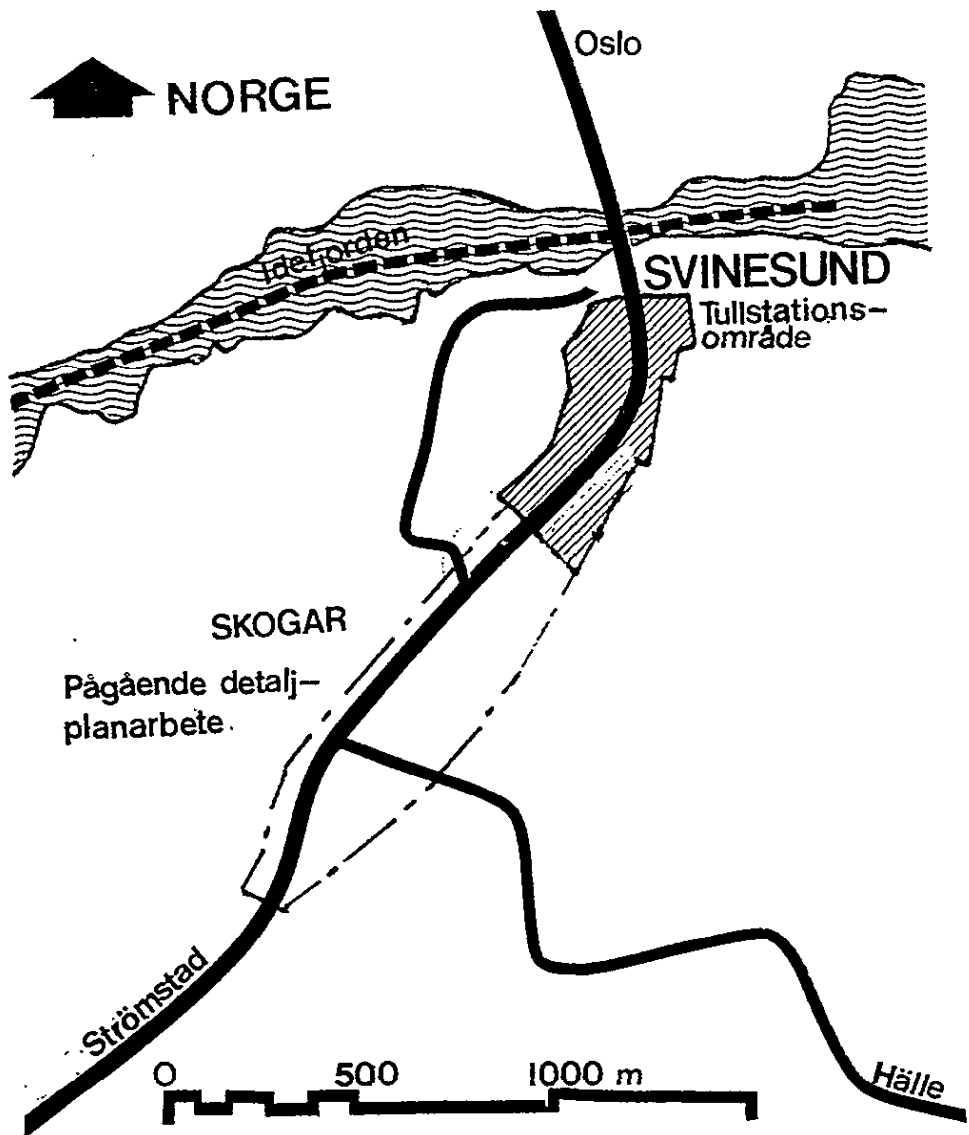 Oslo
NORGE
Idefjorden
SVINESUND
Tullstations-
område
SKOGAR
Pågående detalj-
planarbete.
Strömstad
0 500 1000 m
Hälle